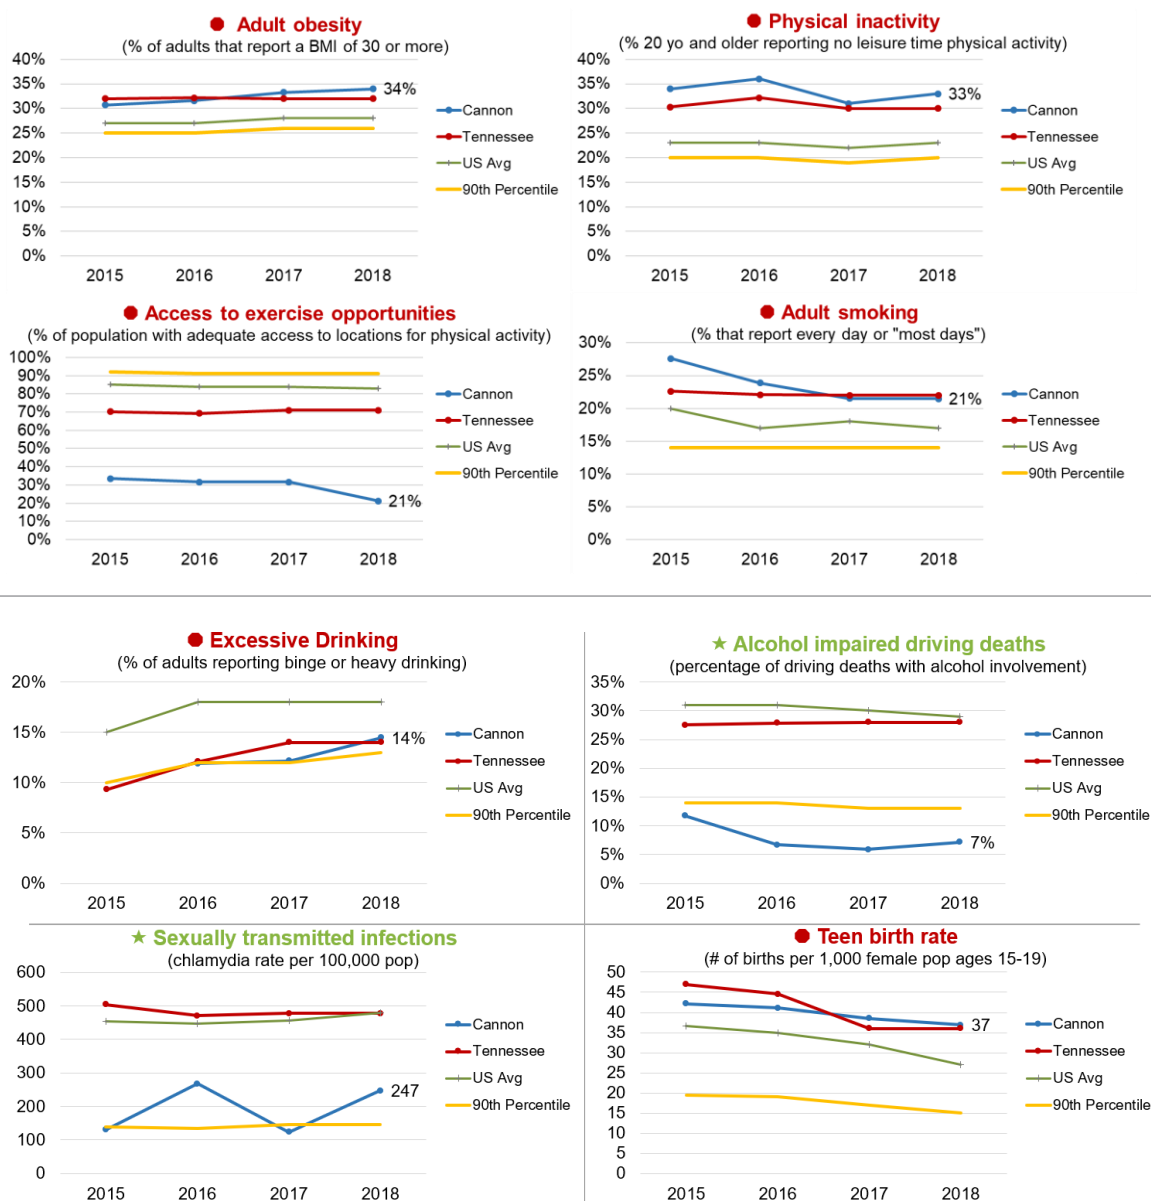 Adult obesity
(% of adults that report a BMI of 30 or more)
40%
35%
30%
25%
20%
15%
10%
5%
0%
34%
2015 2016 2017 2018
Cannon
Tennessee
US Avg
90th Percentile
Physical inactivity
(% 20 yo and older reporting no leisure time physical activity)
40%
35%
30%
25%
20%
15%
10%
5%
0%
33%
2015 2016 2017 2018
Cannon
Tennessee
US Avg
90th Percentile
Access to exercise opportunities
(% of population with adequate access to locations for physical activity)
100%
90%
80%
70%
60%
50%
40%
30%
20%
10%
0%
21%
2015 2016 2017 2018
Cannon
Tennessee
US Avg
90th Percentile
Adult smoking
(% that report every day or "most days")
30%
25%
20%
15%
10%
5%
0%
21%
2015 2016 2017 2018
Cannon
Tennessee
US Avg
90th Percentile
Excessive Drinking
(% of adults reporting binge or heavy drinking)
20%
15%
10%
5%
0%
14%
2015 2016 2017 2018
Cannon
Tennessee
US Avg
90th Percentile
Alcohol impaired driving deaths
(percentage of driving deaths with alcohol involvement)
35%
30%
25%
20%
15%
10%
5%
0%
7%
2015 2016 2017 2018
Cannon
Tennessee
US Avg
90th Percentile
Sexually transmitted infections
(chlamydia rate per 100,000 pop)
600
500
400
300
200
100
0
247
2015 2016 2017 2018
Cannon
Tennessee
US Avg
90th Percentile
Teen birth rate
(# of births per 1,000 female pop ages 15-19)
50
45
40
35
30
25
20
15
10
5
0
37
2015 2016 2017 2018
Cannon
Tennessee
US Avg
90th Percentile